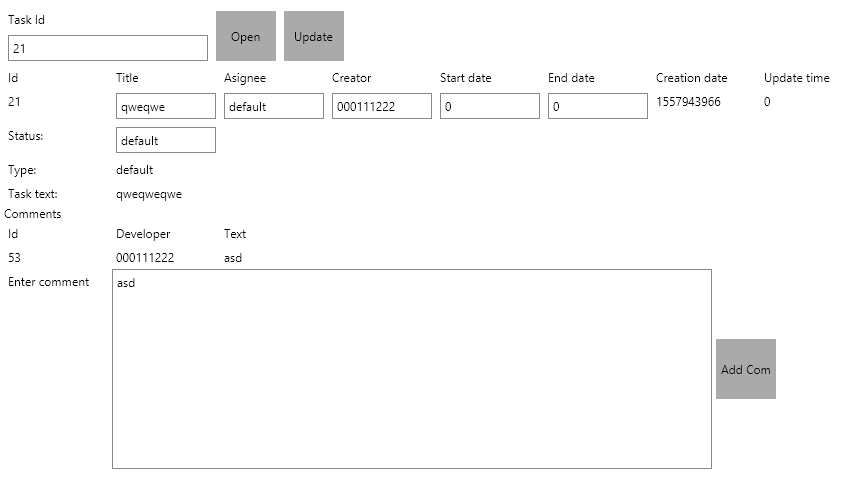 Task Id
21 Open Update
Id Title Asignee Creator Start date End date Creation date Update time
21 qweqwe default 000111222 0 0 1557943966 0
Status: default
Type: default
Task text: qweqweqwe
Comments
Id Developer Text
53 000111222 asd
Enter comment asd
Add Com